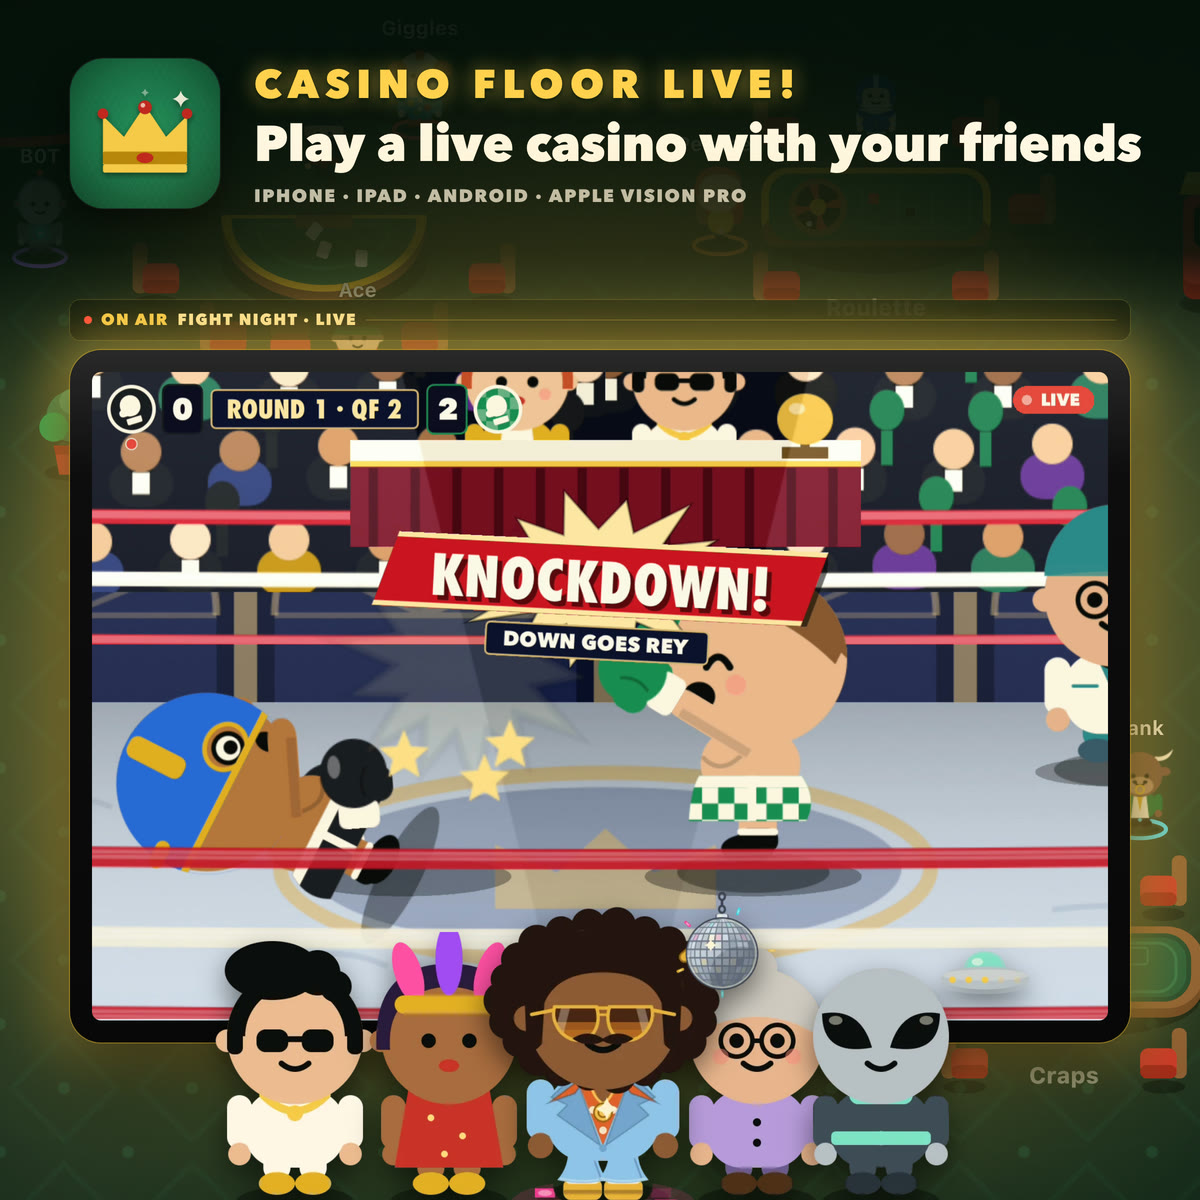 Giggles
CASINO FLOOR LIVE!
Play a live casino with your friends
BOT
IPHONE · IPAD · ANDROID · APPLE VISION PRO
Ace
Roulette
ON AIR FIGHT NIGHT · LIVE
0 ROUND 1 · QF 2 2
LIVE
KNOCKDOWN!
DOWN GOES REY
ank
Craps